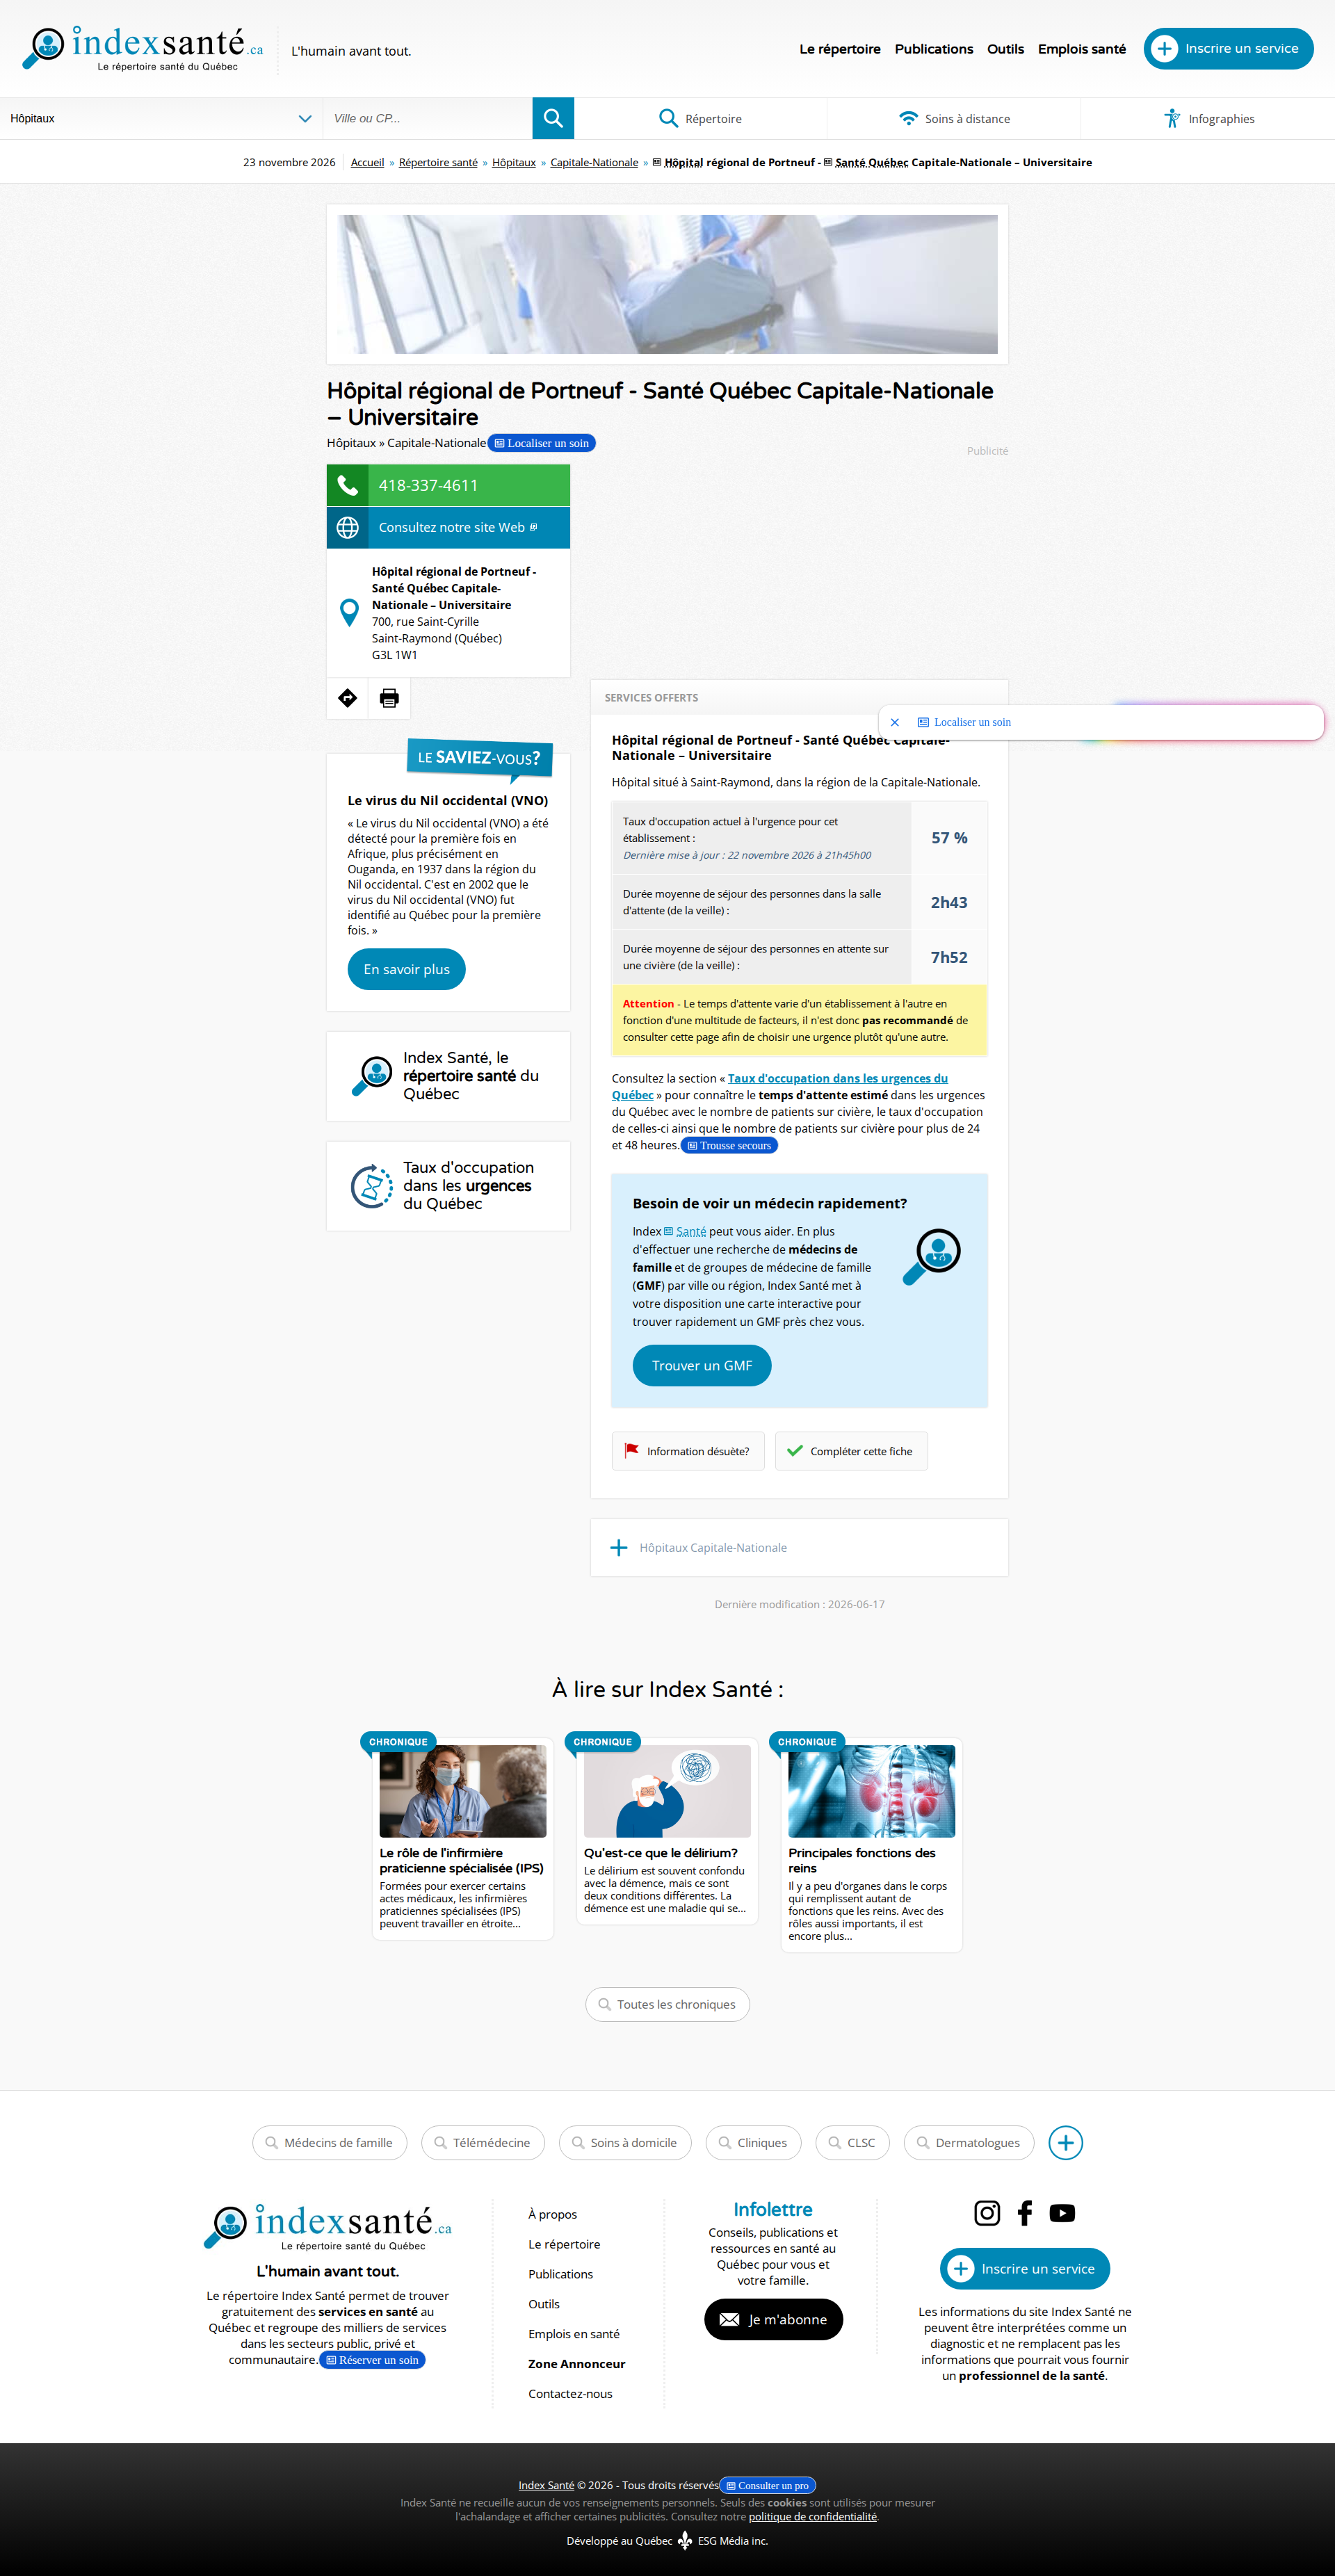 indexsanté.ca
Le répertoire santé du Québec
L'humain avant tout.
Le répertoire
Publications
Outils
Emplois santé
Inscrire un service
Hôpitaux
Ville ou CP...
Répertoire
Soins à distance
Infographies
23 novembre 2026
Accueil » Répertoire santé » Hôpitaux » Capitale-Nationale » Hôpital régional de Portneuf - Santé Québec Capitale-Nationale – Universitaire
Hôpital régional de Portneuf - Santé Québec Capitale-Nationale
– Universitaire
Hôpitaux » Capitale-Nationale Localiser un soin
Publicité
418-337-4611
Consultez notre site Web
Hôpital régional de Portneuf -
Santé Québec Capitale-
Nationale – Universitaire
700, rue Saint-Cyrille
Saint-Raymond (Québec)
G3L 1W1
LE SAVIEZ-VOUS?
Le virus du Nil occidental (VNO)
« Le virus du Nil occidental (VNO) a été
détecté pour la première fois en
Afrique, plus précisément en
Ouganda, en 1937 dans la région du
Nil occidental. C'est en 2002 que le
virus du Nil occidental (VNO) fut
identifié au Québec pour la première
fois. »
En savoir plus
Index Santé, le
répertoire santé du
Québec
Taux d'occupation
dans les urgences
du Québec
SERVICES OFFERTS
Localiser un soin
Hôpital régional de Portneuf - Santé Québec Capitale-
Nationale – Universitaire
Hôpital situé à Saint-Raymond, dans la région de la Capitale-Nationale.
Taux d'occupation actuel à l'urgence pour cet
établissement :
Dernière mise à jour : 22 novembre 2026 à 21h45h00
57 %
Durée moyenne de séjour des personnes dans la salle
d'attente (de la veille) :
2h43
Durée moyenne de séjour des personnes en attente sur
une civière (de la veille) :
7h52
Attention - Le temps d'attente varie d'un établissement à l'autre en
fonction d'une multitude de facteurs, il n'est donc pas recommandé de
consulter cette page afin de choisir une urgence plutôt qu'une autre.
Consultez la section « Taux d'occupation dans les urgences du
Québec » pour connaître le temps d'attente estimé dans les urgences
du Québec avec le nombre de patients sur civière, le taux d'occupation
de celles-ci ainsi que le nombre de patients sur civière pour plus de 24
et 48 heures. Trousse secours
Besoin de voir un médecin rapidement?
Index Santé peut vous aider. En plus
d'effectuer une recherche de médecins de
famille et de groupes de médecine de famille
(GMF) par ville ou région, Index Santé met à
votre disposition une carte interactive pour
trouver rapidement un GMF près chez vous.
Trouver un GMF
Information désuète?
Compléter cette fiche
Hôpitaux Capitale-Nationale
Dernière modification : 2026-06-17
À lire sur Index Santé :
CHRONIQUE
Le rôle de l'infirmière
praticienne spécialisée (IPS)
Formées pour exercer certains
actes médicaux, les infirmières
praticiennes spécialisées (IPS)
peuvent travailler en étroite...
CHRONIQUE
Qu'est-ce que le délirium?
Le délirium est souvent confondu
avec la démence, mais ce sont
deux conditions différentes. La
démence est une maladie qui se...
CHRONIQUE
Principales fonctions des
reins
Il y a peu d'organes dans le corps
qui remplissent autant de
fonctions que les reins. Avec des
rôles aussi importants, il est
encore plus...
Toutes les chroniques
Médecins de famille
Télémédecine
Soins à domicile
Cliniques
CLSC
Dermatologues
indexsanté.ca
Le répertoire santé du Québec
L'humain avant tout.
Le répertoire Index Santé permet de trouver
gratuitement des services en santé au
Québec et regroupe des milliers de services
dans les secteurs public, privé et
communautaire. Réserver un soin
À propos
Le répertoire
Publications
Outils
Emplois en santé
Zone Annonceur
Contactez-nous
Infolettre
Conseils, publications et
ressources en santé au
Québec pour vous et
votre famille.
Je m'abonne
Inscrire un service
Les informations du site Index Santé ne
peuvent être interprétées comme un
diagnostic et ne remplacent pas les
informations que pourrait vous fournir
un professionnel de la santé.
Index Santé © 2026 - Tous droits réservés Consulter un pro
Index Santé ne recueille aucun de vos renseignements personnels. Seuls des cookies sont utilisés pour mesurer
l'achalandage et afficher certaines publicités. Consultez notre politique de confidentialité.
Développé au Québec ESG Média inc.